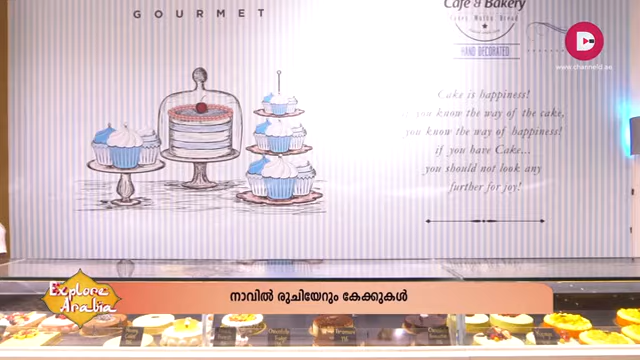 GOURMET
Cafe & Bakery
HAND DECORATED
www.channeld.ae
Cake is happiness!
if you know the way of the cake,
you know the way of happiness!
if you have Cake...
you should not look any
further for joy!
Explore
Arabia
നാവിൽ രുചിയേറും കേക്കുകൾ